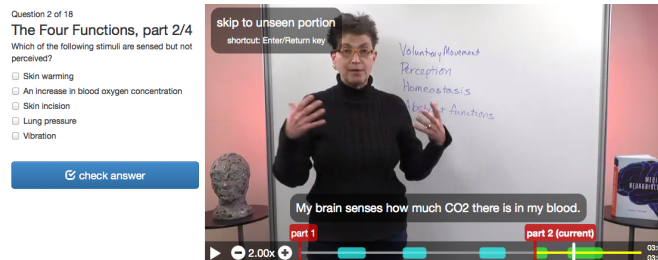 Question 2 of 18
The Four Functions, part 2/4
Which of the following stimuli are sensed but not
perceived?
Skin warming
An increase in blood oxygen concentration
Skin incision
Lung pressure
Vibration
check answer
skip to unseen portion
shortcut: Enter/Return key
Voluntary Movement
Perception
Homeostasis
Abstract functions
My brain senses how much CO2 there is in my blood.
part 1
part 2 (current)
2.00x